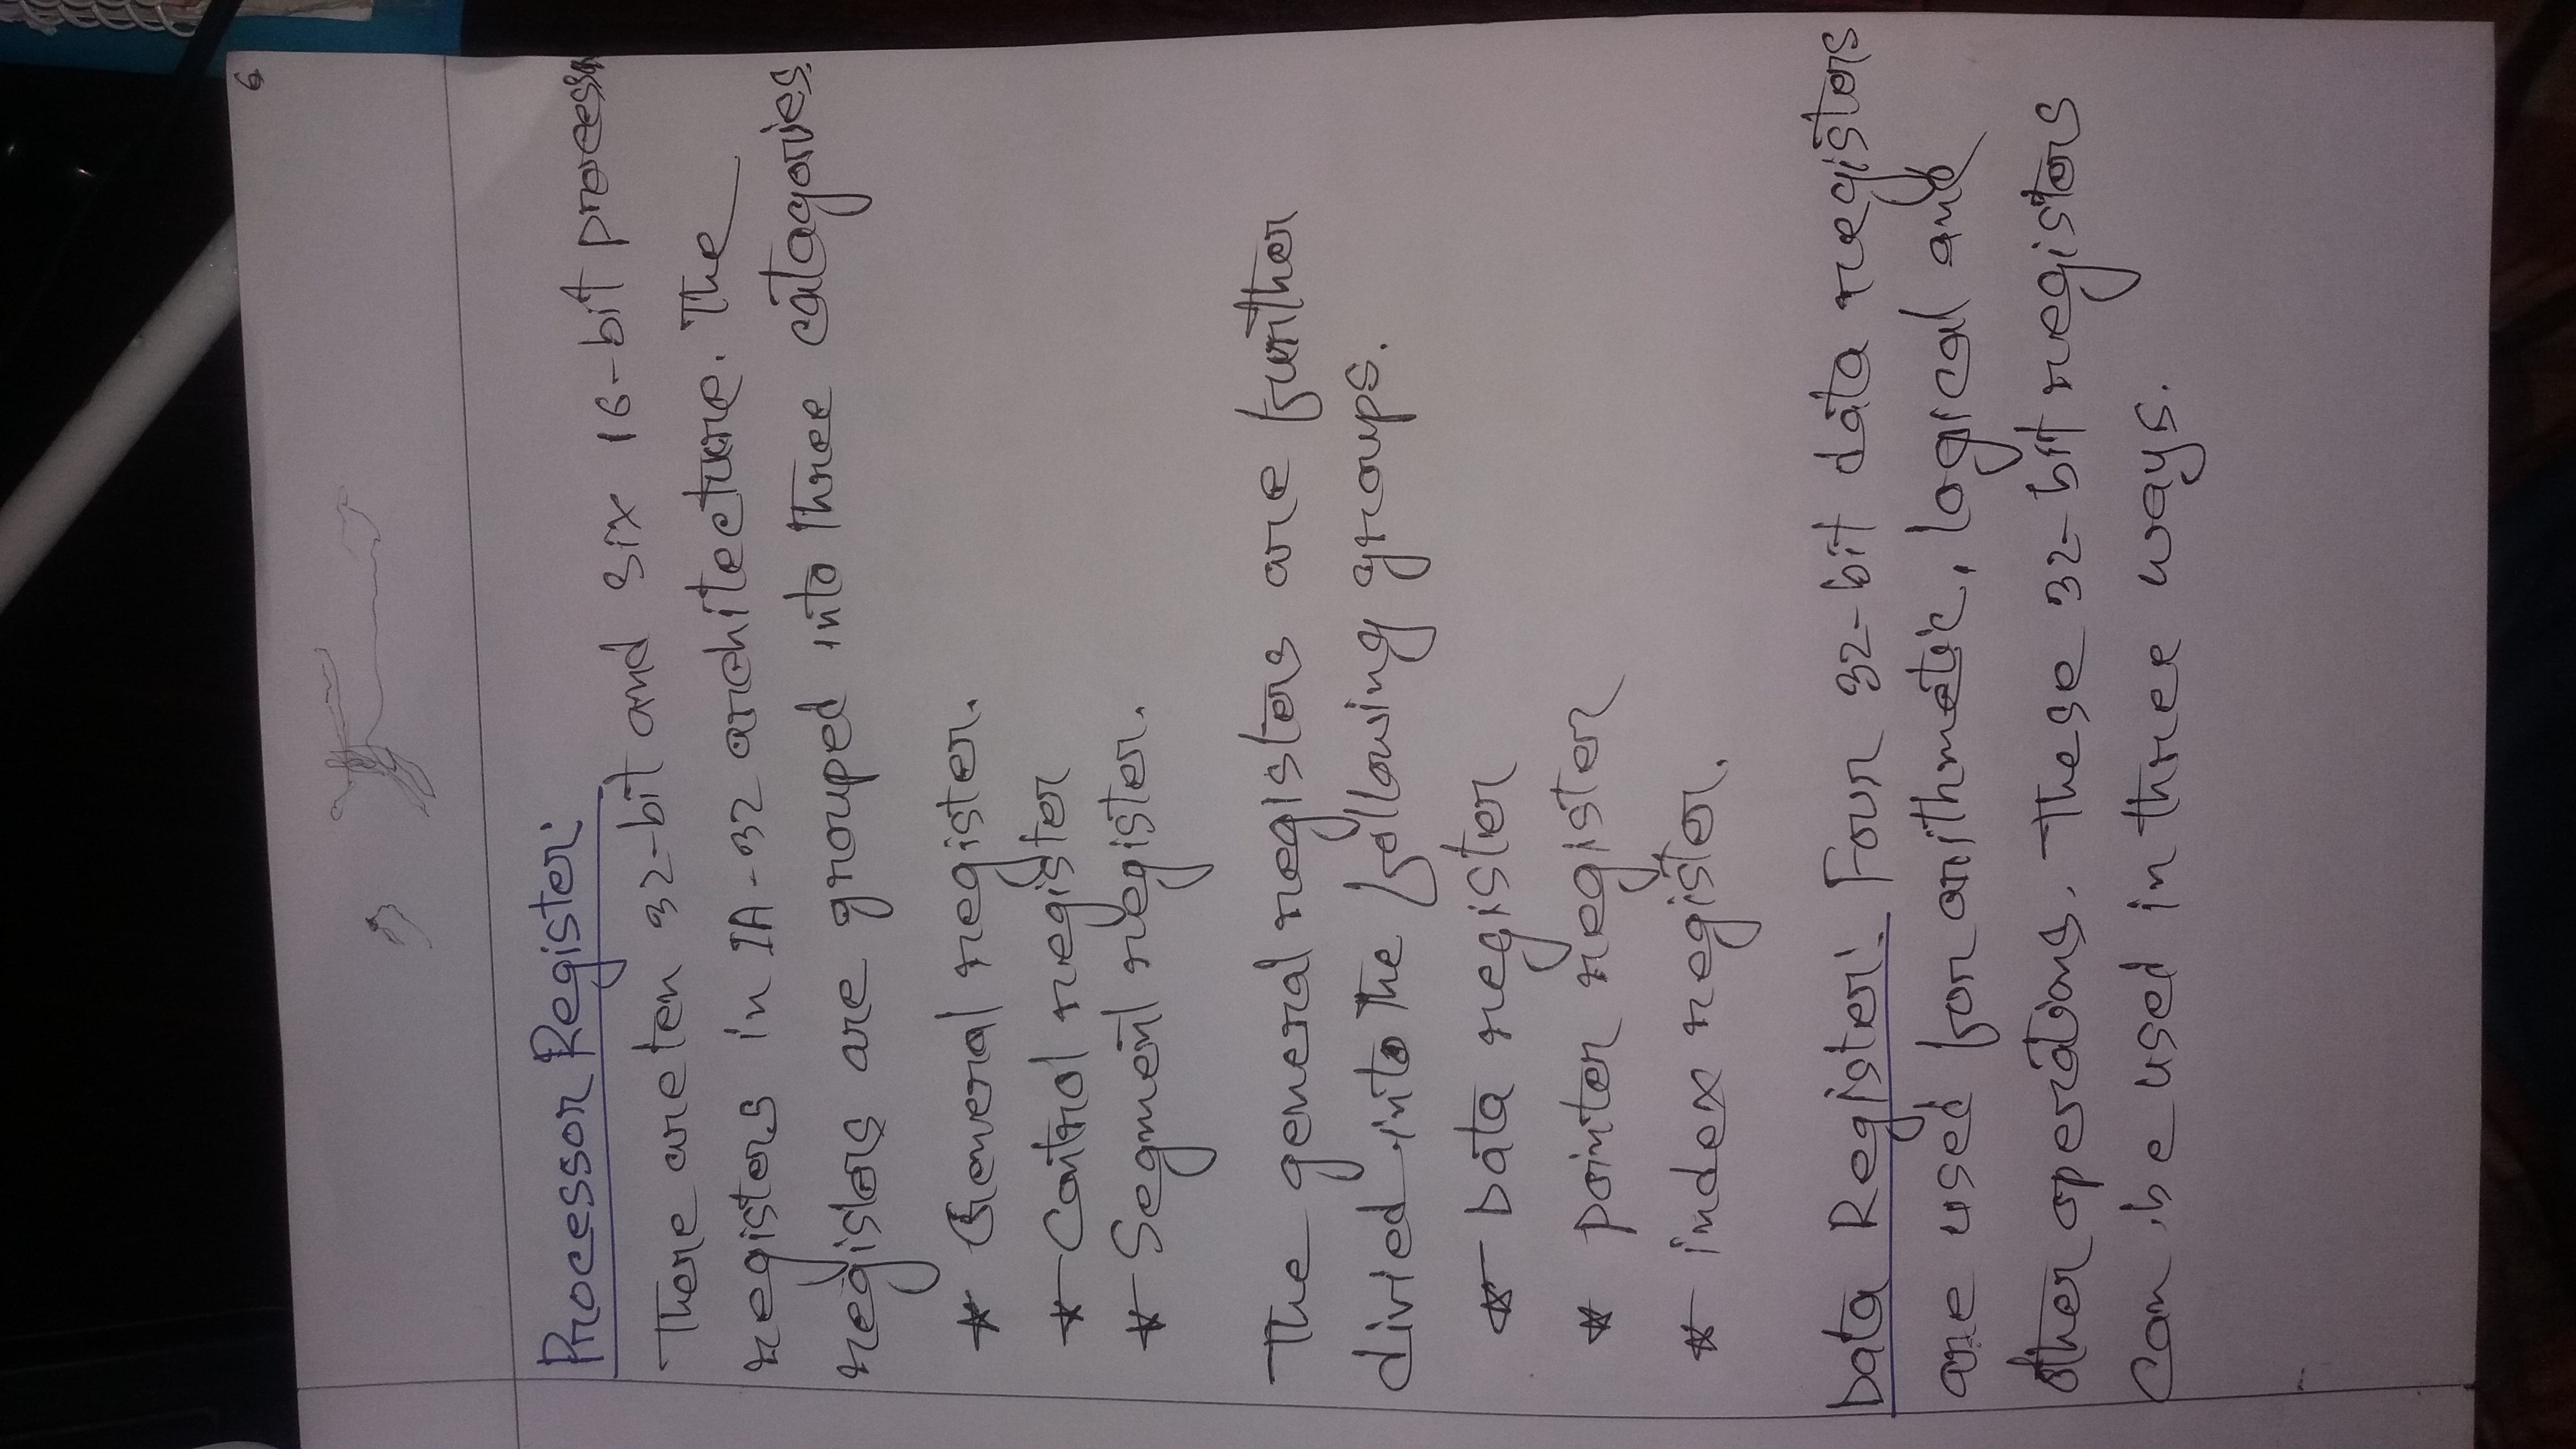 6
Processor Register:
There are ten 32-bit and six 16-bit processor
registers in IA-32 architecture. The
registers are grouped into three catagories.
* General register.
* Control register
* Segment register.
The general registers are further
divied into the following groups.
* Data register
* pointer register
* index register.
Data Register: Four 32-bit data registers
are used for arithmetic, logical and
other operations. These 32-bit registers
can be used in three ways.